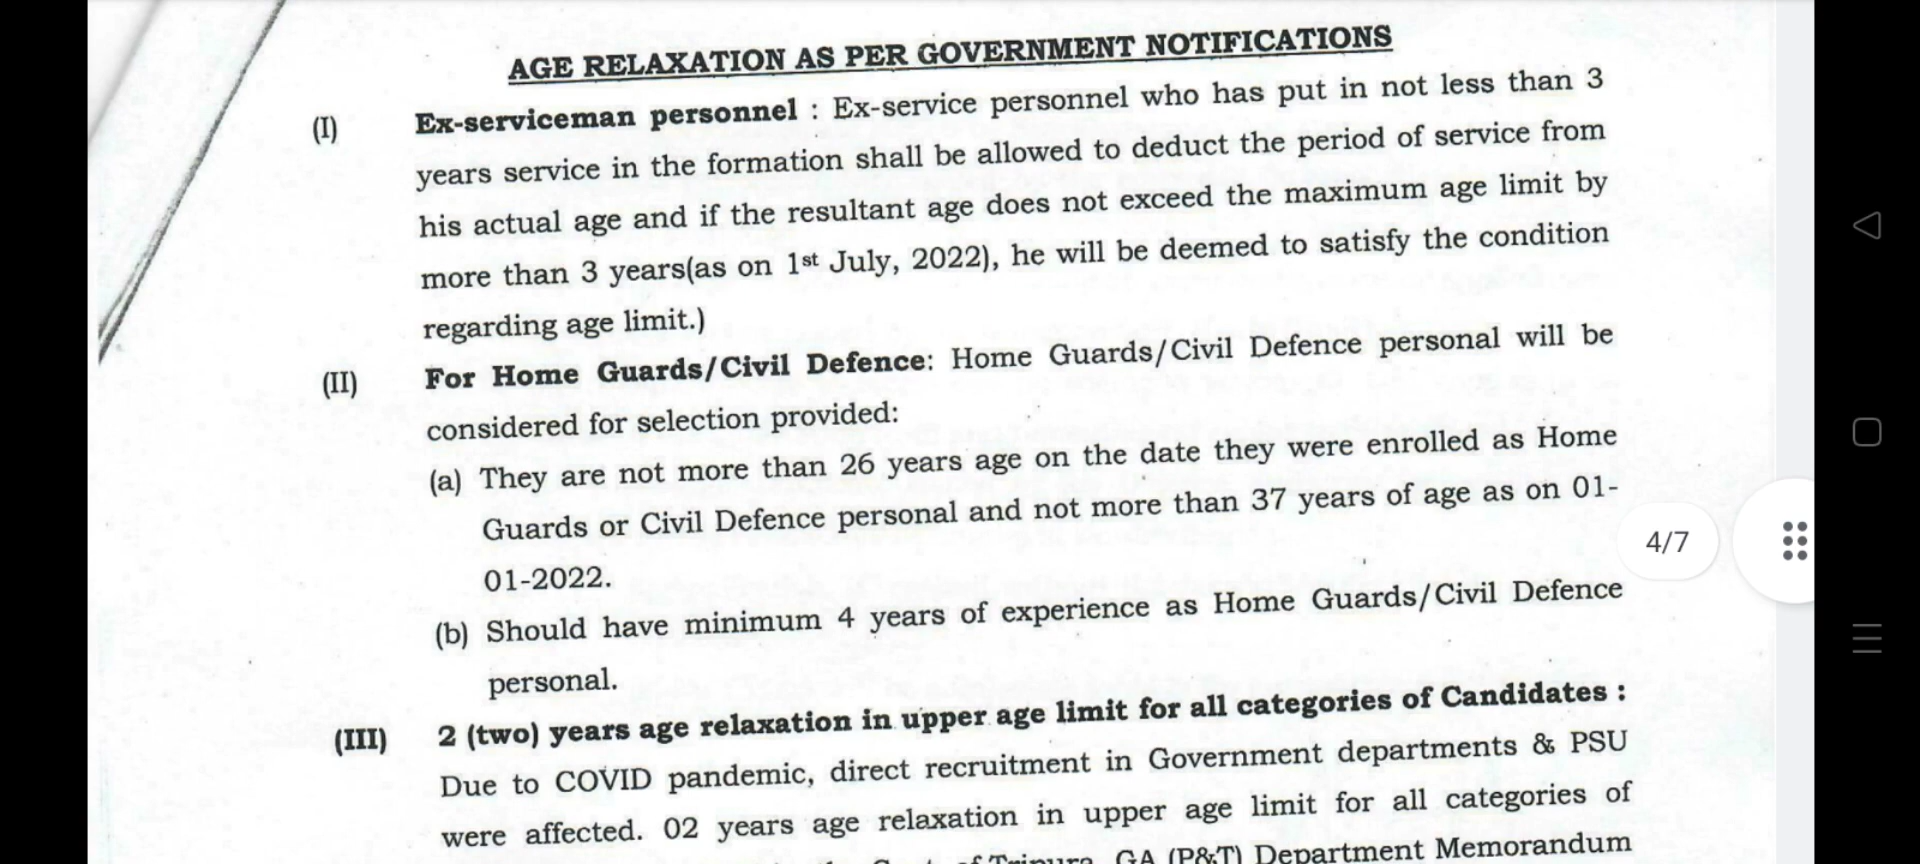 AGE RELAXATION AS PER GOVERNMENT NOTIFICATIONS
(I) Ex-serviceman personnel : Ex-service personnel who has put in not less than 3
years service in the formation shall be allowed to deduct the period of service from
his actual age and if the resultant age does not exceed the maximum age limit by
more than 3 years(as on 1st July, 2022), he will be deemed to satisfy the condition
regarding age limit.)
(II) For Home Guards/Civil Defence: Home Guards/Civil Defence personal will be
considered for selection provided:
(a) They are not more than 26 years age on the date they were enrolled as Home
Guards or Civil Defence personal and not more than 37 years of age as on 01-
01-2022.
(b) Should have minimum 4 years of experience as Home Guards/Civil Defence
personal.
(III) 2 (two) years age relaxation in upper age limit for all categories of Candidates :
Due to COVID pandemic, direct recruitment in Government departments & PSU
were affected. 02 years age relaxation in upper age limit for all categories of
of Tripura, GA (P&T) Department Memorandum
4/7